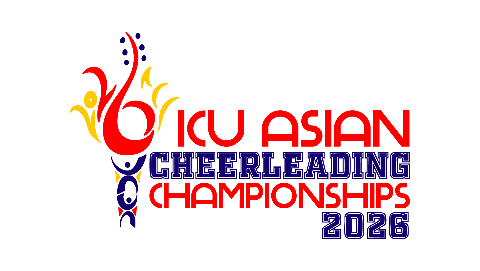 ICU ASIAN
CHEERLEADING
CHAMPIONSHIPS
2026